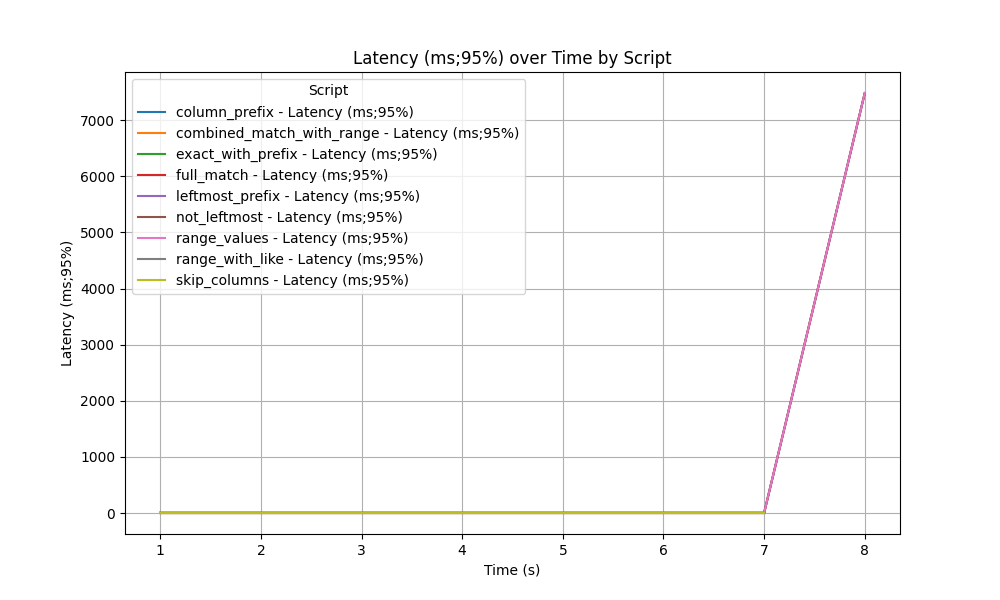 Latency (ms;95%) over Time by Script
Script
column_prefix - Latency (ms;95%)
combined_match_with_range - Latency (ms;95%)
exact_with_prefix - Latency (ms;95%)
full_match - Latency (ms;95%)
leftmost_prefix - Latency (ms;95%)
not_leftmost - Latency (ms;95%)
range_values - Latency (ms;95%)
range_with_like - Latency (ms;95%)
skip_columns - Latency (ms;95%)
Latency (ms;95%)
7000
6000
5000
4000
3000
2000
1000
0
1 2 3 4 5 6 7 8
Time (s)